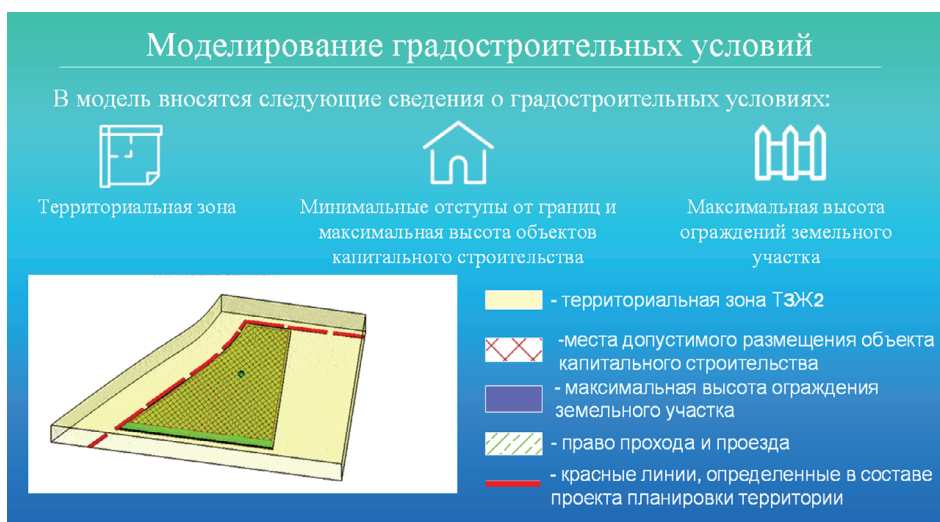 Моделирование градостроительных условий
В модель вносятся следующие сведения о градостроительных условиях:
Территориальная зона
Минимальные отступы от границ и
максимальная высота объектов
капитального строительства
Максимальная высота
ограждений земельного
участка
- территориальная зона ТЗЖ2
-места допустимого размещения объекта
капитального строительства
- максимальная высота ограждения
земельного участка
- право прохода и проезда
- красные линии, определенные в составе
проекта планировки территории